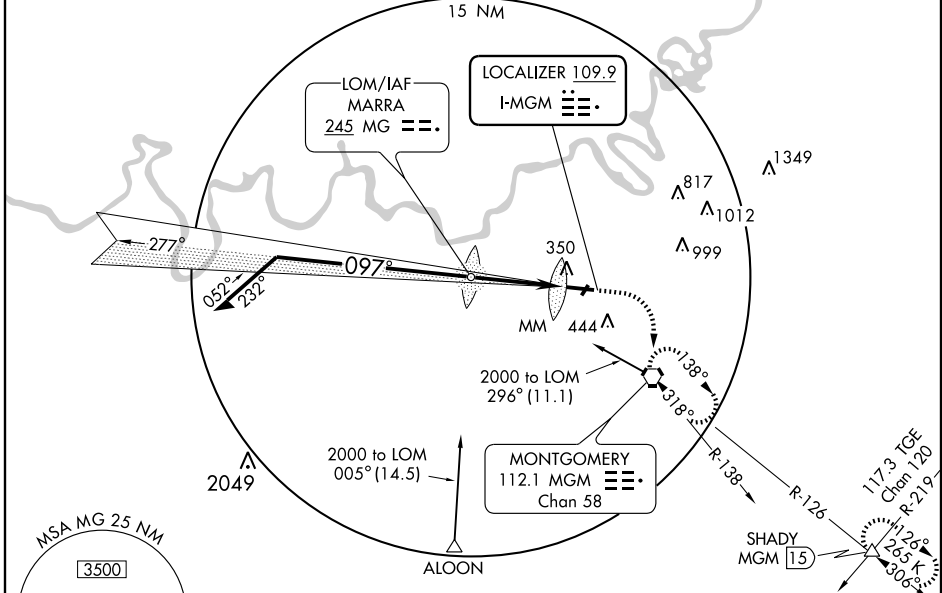 15 NM
LOM/IAF
MARRA
245 MG
LOCALIZER 109.9
I-MGM
1349
817
1012
999
350
277°
097°
052°
232°
MM
444
2000 to LOM
296° (11.1)
138°
318°
2000 to LOM
005° (14.5)
MONTGOMERY
112.1 MGM
Chan 58
2049
R-138
R-126
117.3 TGE
Chan 120
R-219
MSA MG 25 NM
3500
ALOON
SHADY
MGM 15
126°
265 K
306°